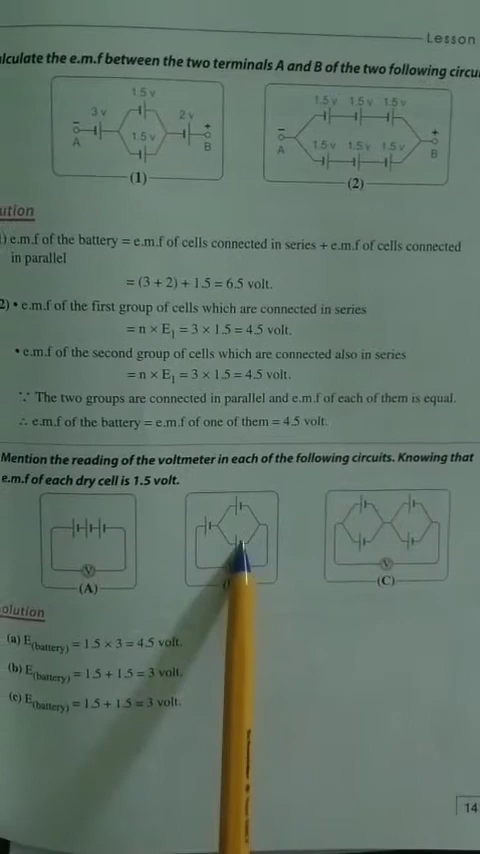 Lesson
alculate the e.m.f between the two terminals A and B of the two following circu
1.5 v
3 v
2 v
1.5 v
A
B
(1)
1.5 v 1.5 v 1.5 v
1.5 v 1.5 v 1.5 v
A
B
(2)
ution
) e.m.f of the battery = e.m.f of cells connected in series + e.m.f of cells connected
in parallel
= (3 + 2) + 1.5 = 6.5 volt.
2) • e.m.f of the first group of cells which are connected in series
= n × E₁ = 3 × 1.5 = 4.5 volt.
• e.m.f of the second group of cells which are connected also in series
= n × E₁ = 3 × 1.5 = 4.5 volt.
∵ The two groups are connected in parallel and e.m.f of each of them is equal.
∴ e.m.f of the battery = e.m.f of one of them = 4.5 volt.
Mention the reading of the voltmeter in each of the following circuits. Knowing that
e.m.f of each dry cell is 1.5 volt.
V
(A)
V
(C)
olution
(a) E(battery) = 1.5 × 3 = 4.5 volt.
(b) E(battery) = 1.5 + 1.5 = 3 volt.
(c) E(battery) = 1.5 + 1.5 = 3 volt.
14